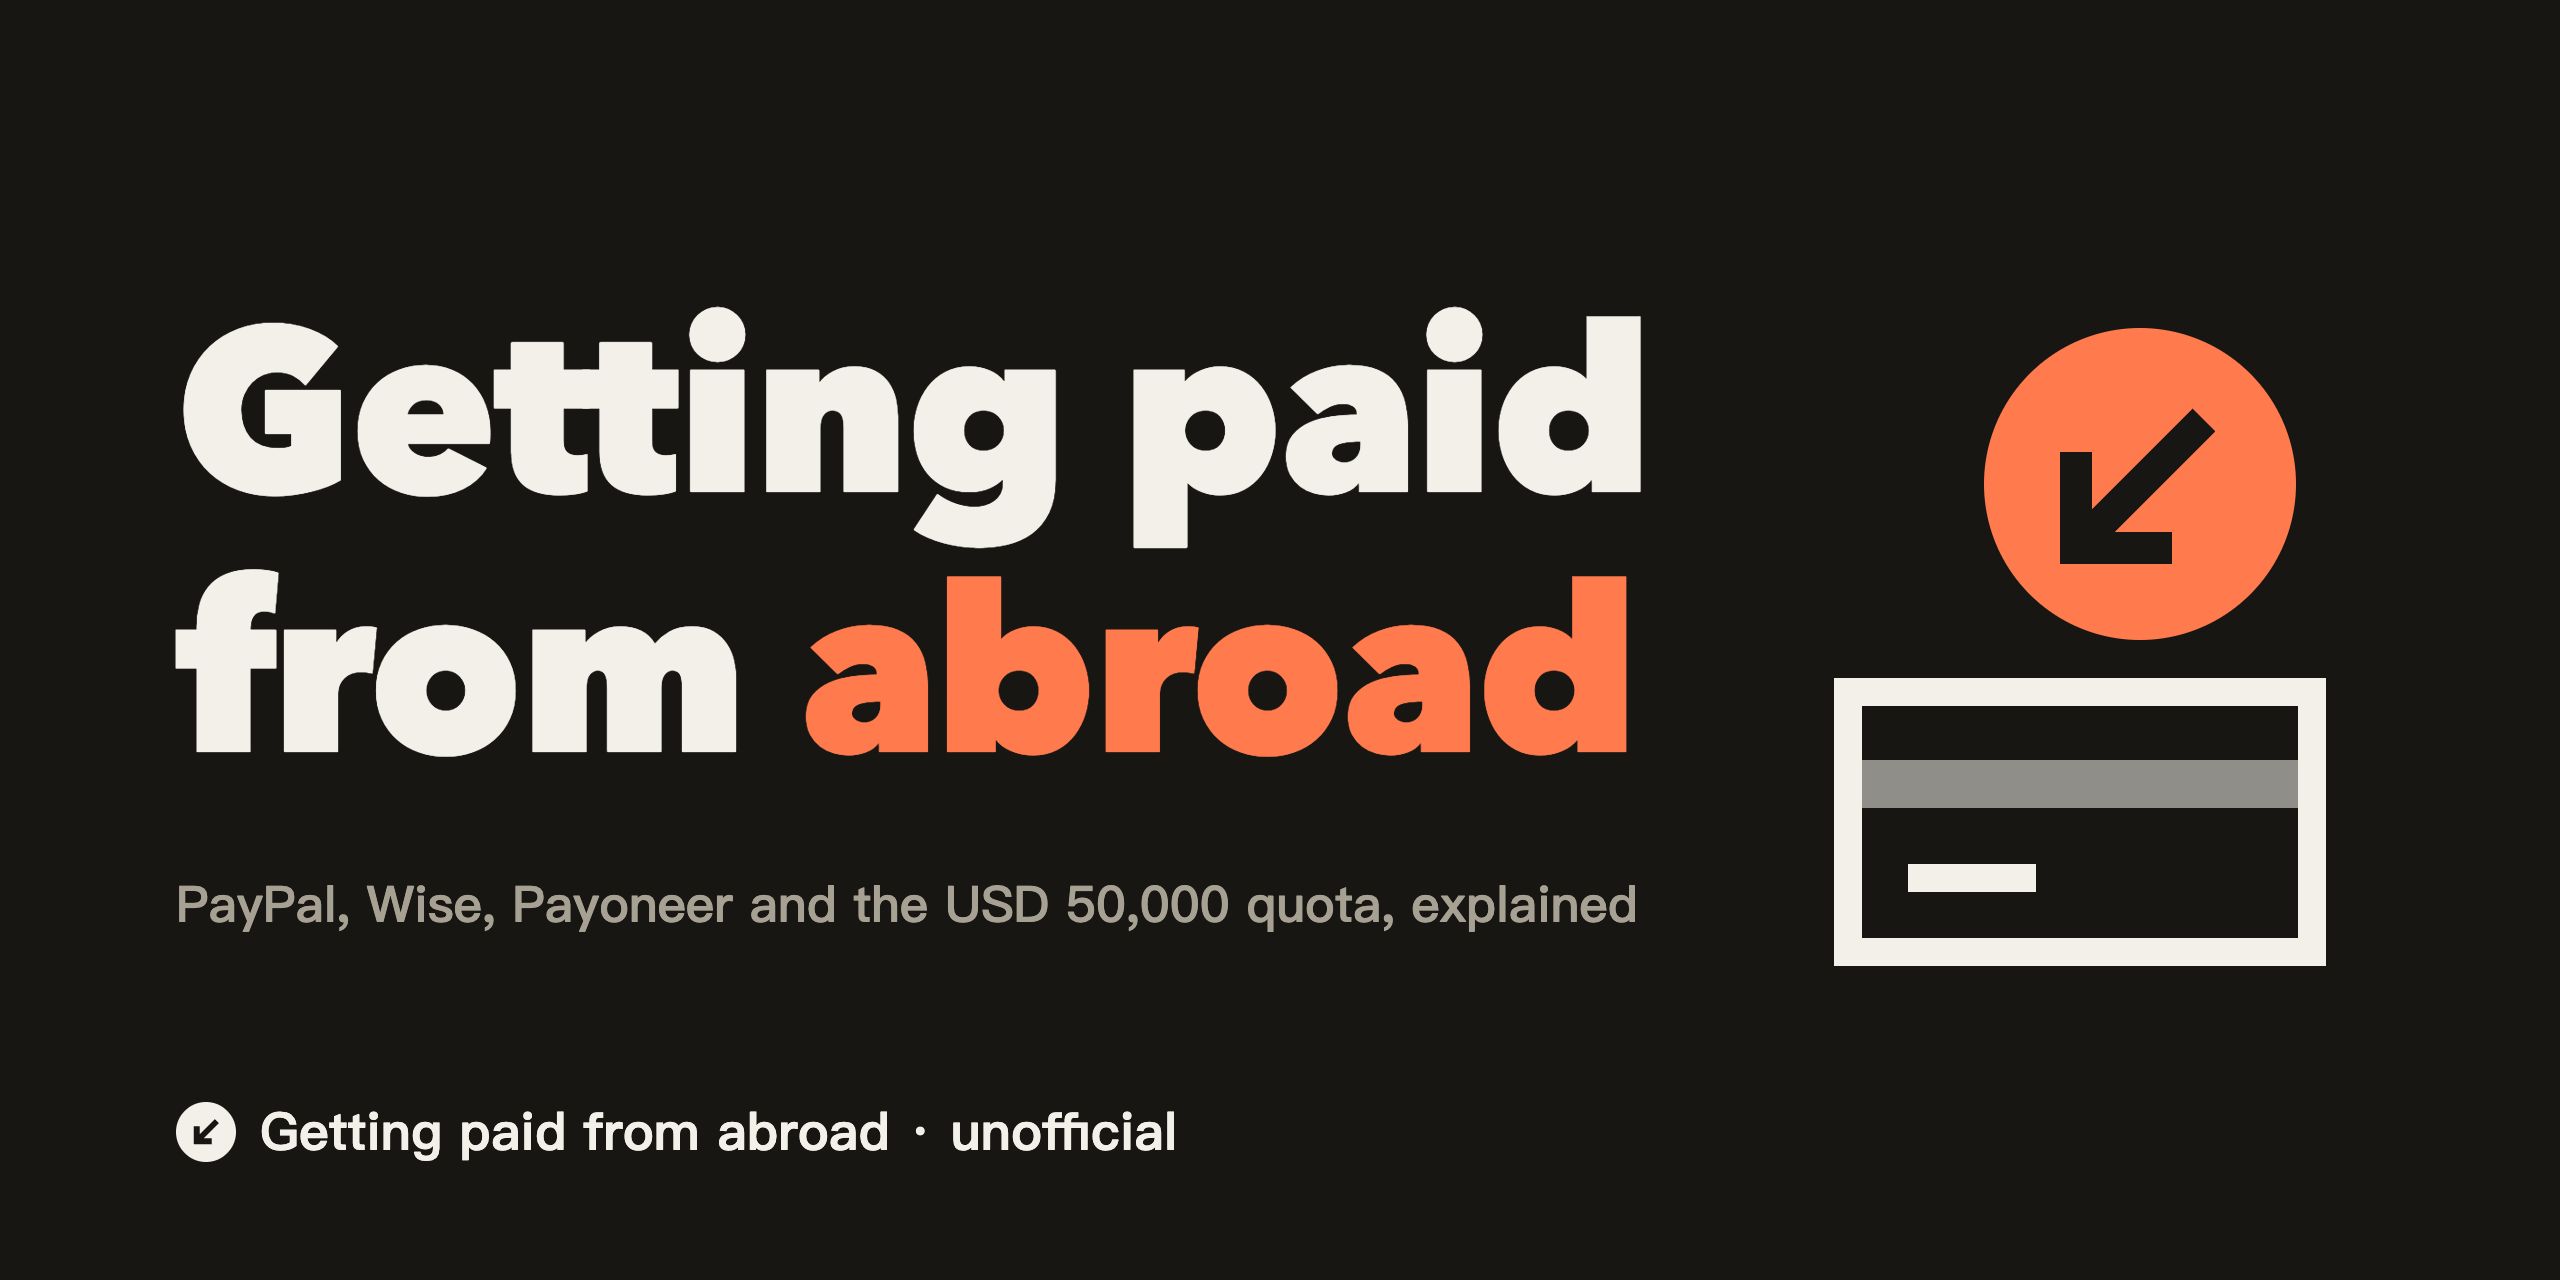 Getting paid
from abroad
PayPal, Wise, Payoneer and the USD 50,000 quota, explained
Getting paid from abroad · unofficial